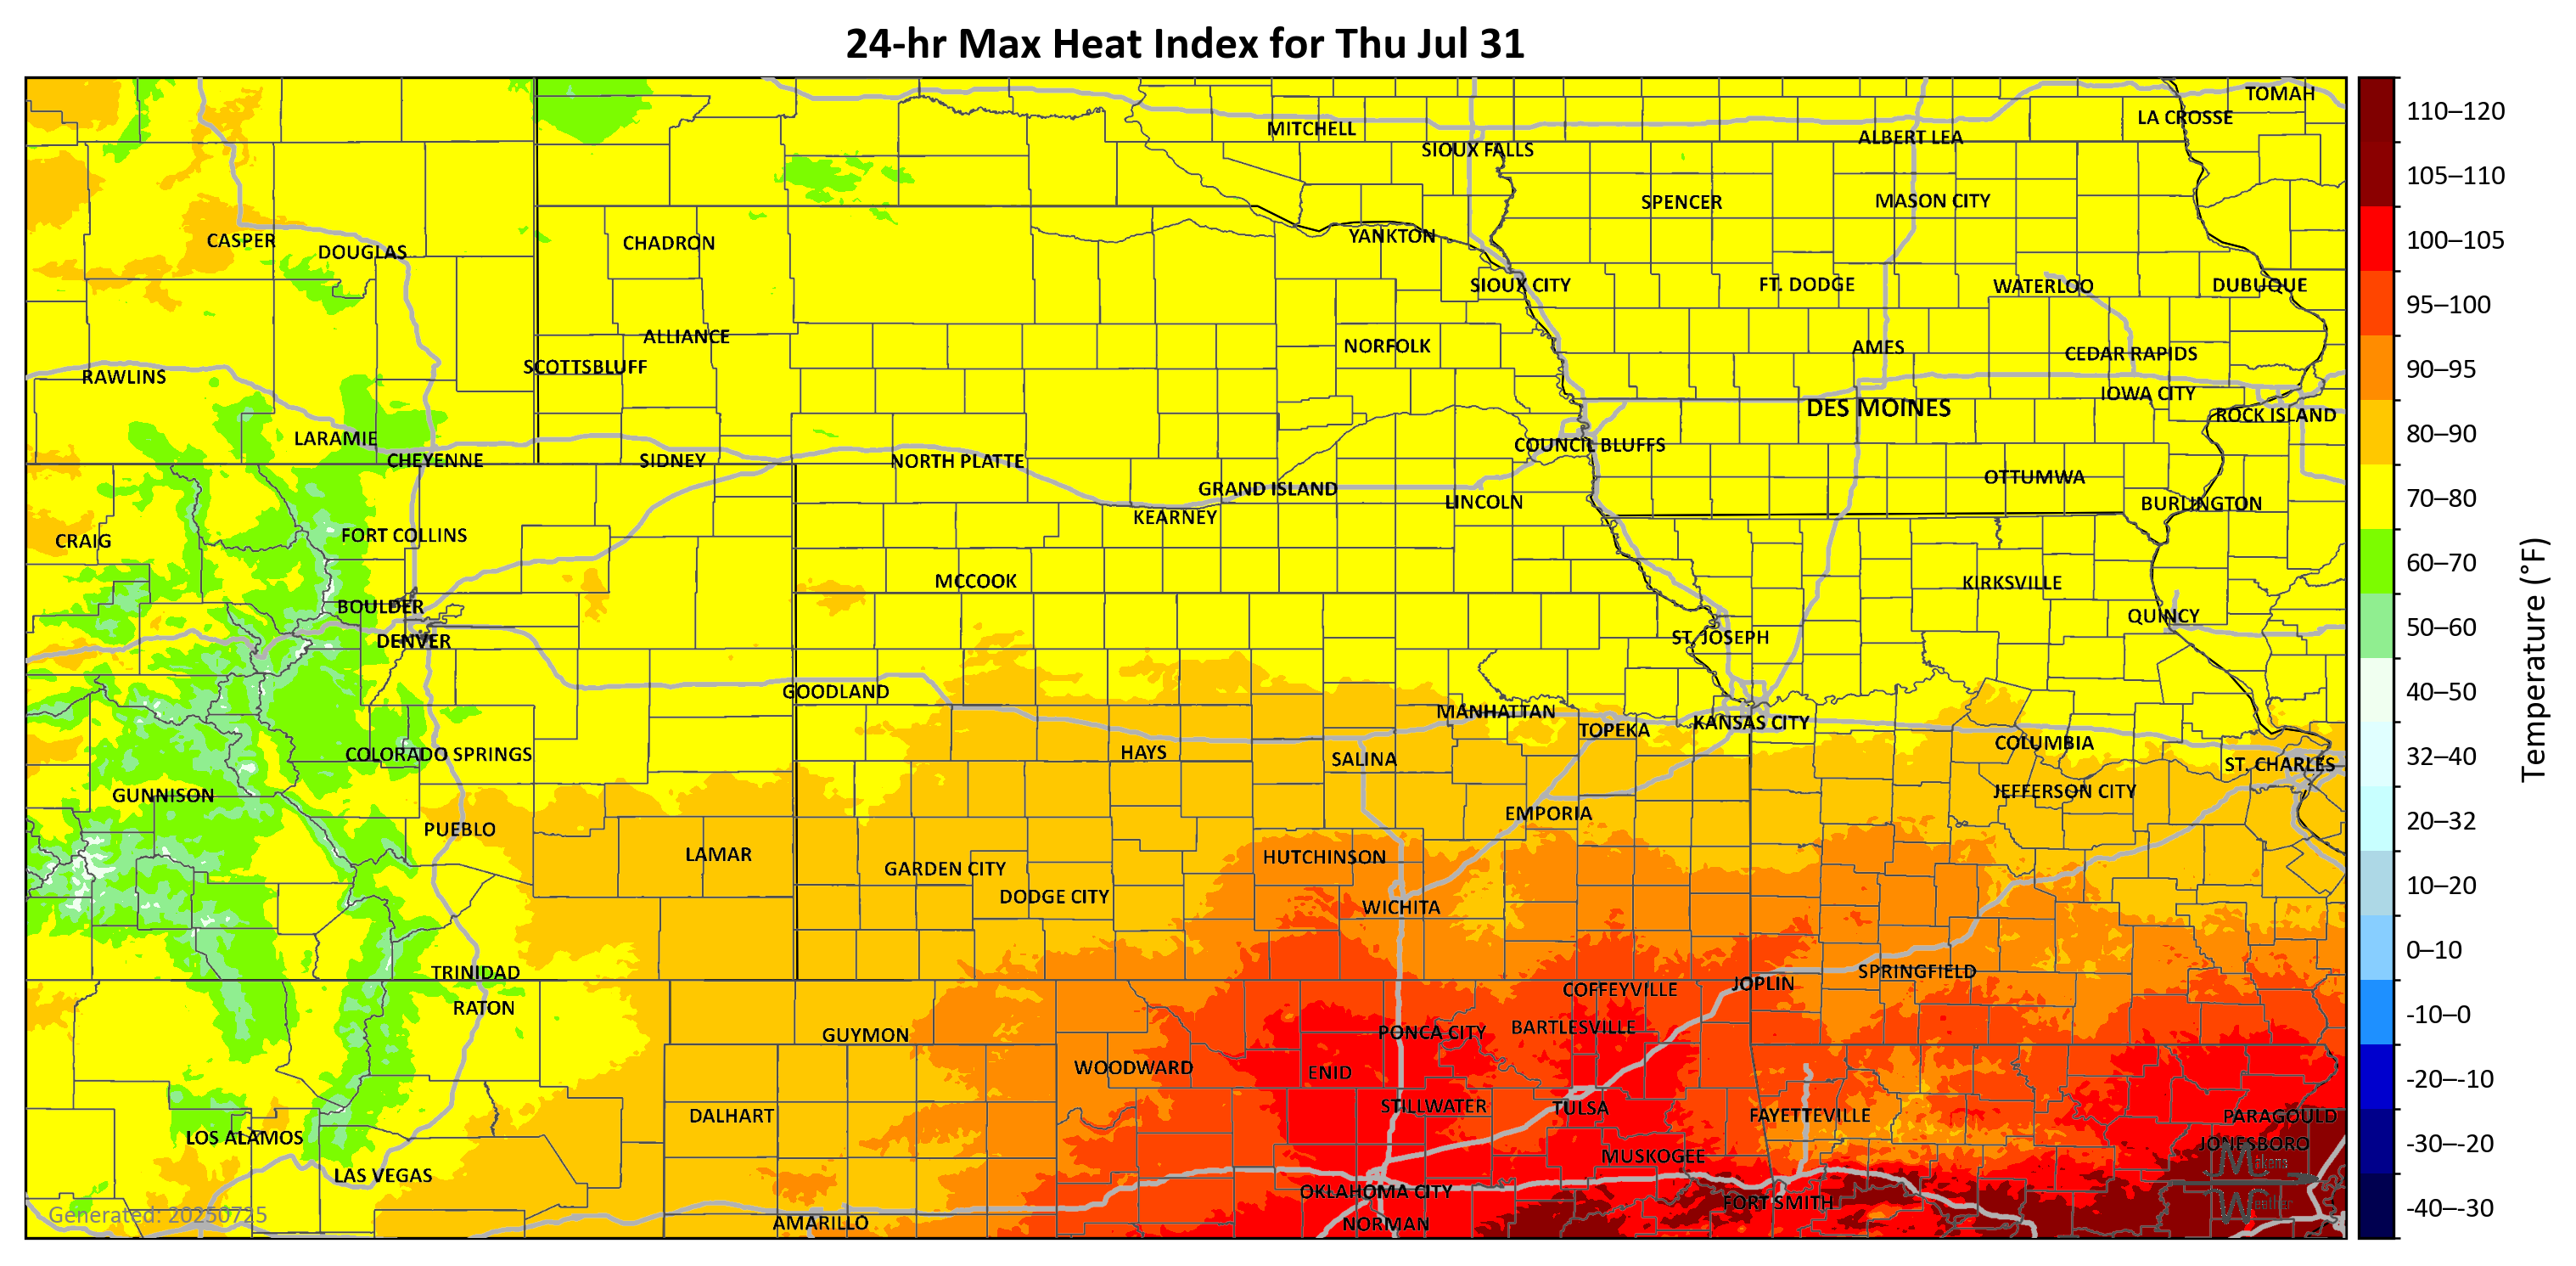 24-hr Max Heat Index for Thu Jul 31
TOMAH
LA CROSSE
MITCHELL
ALBERT LEA
SIOUX FALLS
SPENCER
MASON CITY
CASPER
DOUGLAS
CHADRON
YANKTON
SIOUX CITY
FT. DODGE
WATERLOO
DUBUQUE
ALLIANCE
NORFOLK
AMES
CEDAR RAPIDS
SCOTTSBLUFF
RAWLINS
IOWA CITY
DES MOINES
ROCK ISLAND
LARAMIE
COUNCIL BLUFFS
CHEYENNE
SIDNEY
NORTH PLATTE
OTTUMWA
GRAND ISLAND
LINCOLN
BURLINGTON
KEARNEY
CRAIG
FORT COLLINS
MCCOOK
KIRKSVILLE
BOULDER
QUINCY
DENVER
ST. JOSEPH
GOODLAND
MANHATTAN
TOPEKA
KANSAS CITY
COLUMBIA
COLORADO SPRINGS
HAYS
SALINA
ST. CHARLES
GUNNISON
JEFFERSON CITY
EMPORIA
PUEBLO
LAMAR
HUTCHINSON
GARDEN CITY
DODGE CITY
WICHITA
TRINIDAD
SPRINGFIELD
JOPLIN
COFFEYVILLE
RATON
GUYMON
PONCA CITY
BARTLESVILLE
WOODWARD
ENID
STILLWATER
TULSA
DALHART
FAYETTEVILLE
PARAGOULD
LOS ALAMOS
JONESBORO
MUSKOGEE
Makens
LAS VEGAS
OKLAHOMA CITY
FORT SMITH
Weather
Generated: 20250725
AMARILLO
NORMAN
110–120
105–110
100–105
95–100
90–95
80–90
70–80
60–70
50–60
40–50
32–40
20–32
10–20
0–10
-10–0
-20–-10
-30–-20
-40–-30
Temperature (°F)